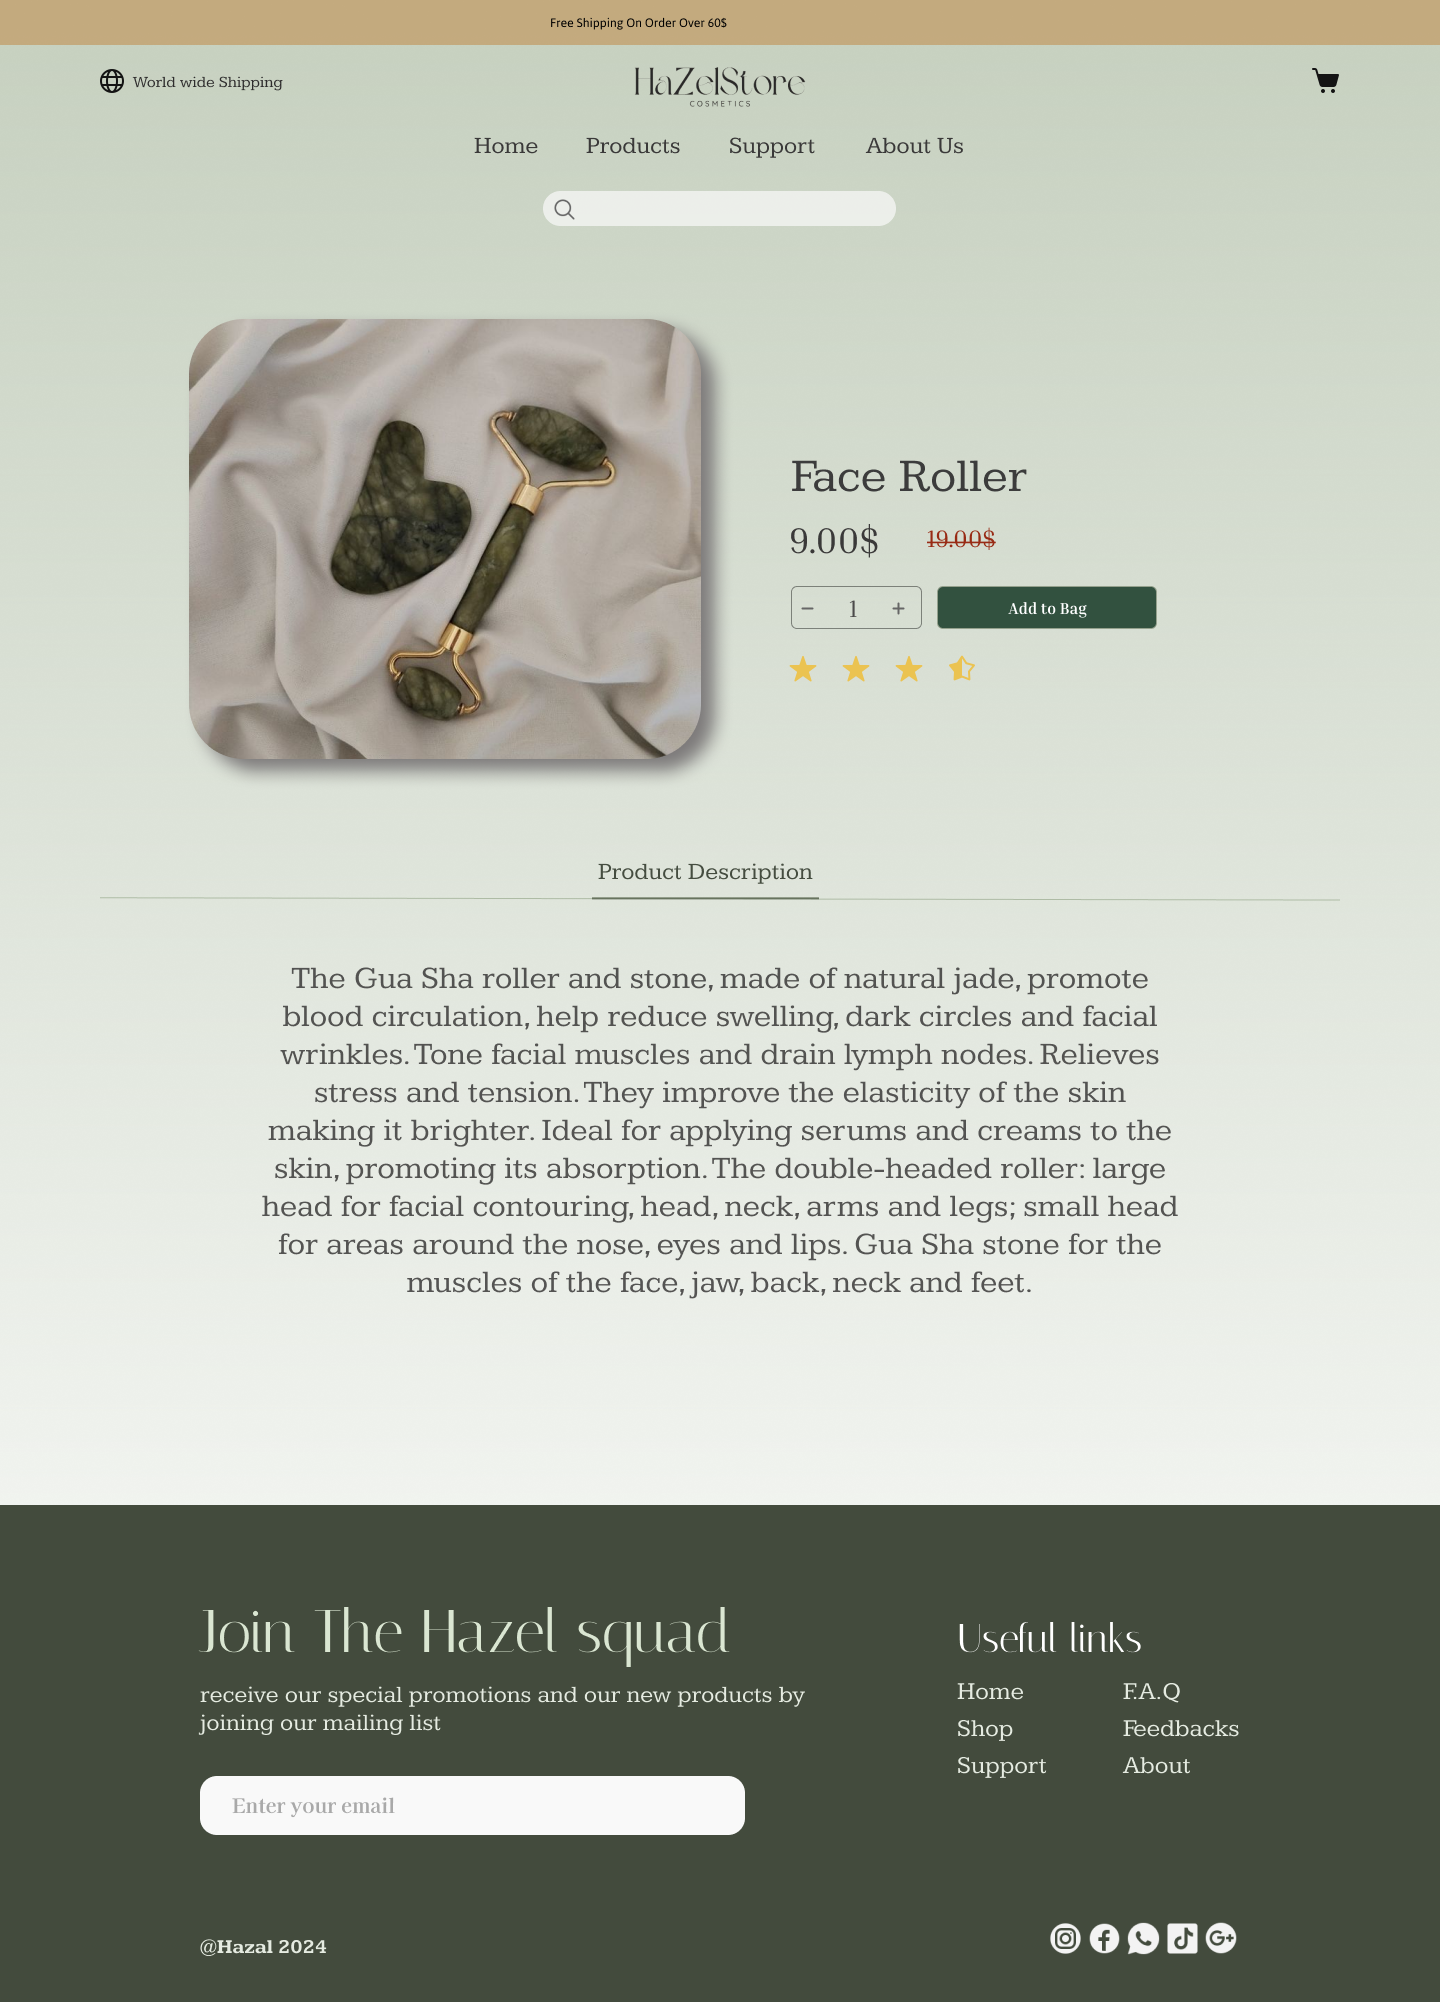 Free Shipping On Order Over 60$
World wide Shipping
HaZelStore
COSMETICS
Home Products Support About Us
Face Roller
9.00$ 19.00$
− 1 +
Add to Bag
Product Description
The Gua Sha roller and stone, made of natural jade, promote
blood circulation, help reduce swelling, dark circles and facial
wrinkles. Tone facial muscles and drain lymph nodes. Relieves
stress and tension. They improve the elasticity of the skin
making it brighter. Ideal for applying serums and creams to the
skin, promoting its absorption. The double-headed roller: large
head for facial contouring, head, neck, arms and legs; small head
for areas around the nose, eyes and lips. Gua Sha stone for the
muscles of the face, jaw, back, neck and feet.
Join The Hazel squad
receive our special promotions and our new products by
joining our mailing list
Enter your email
Useful links
Home F.A.Q
Shop Feedbacks
Support About
@Hazal 2024